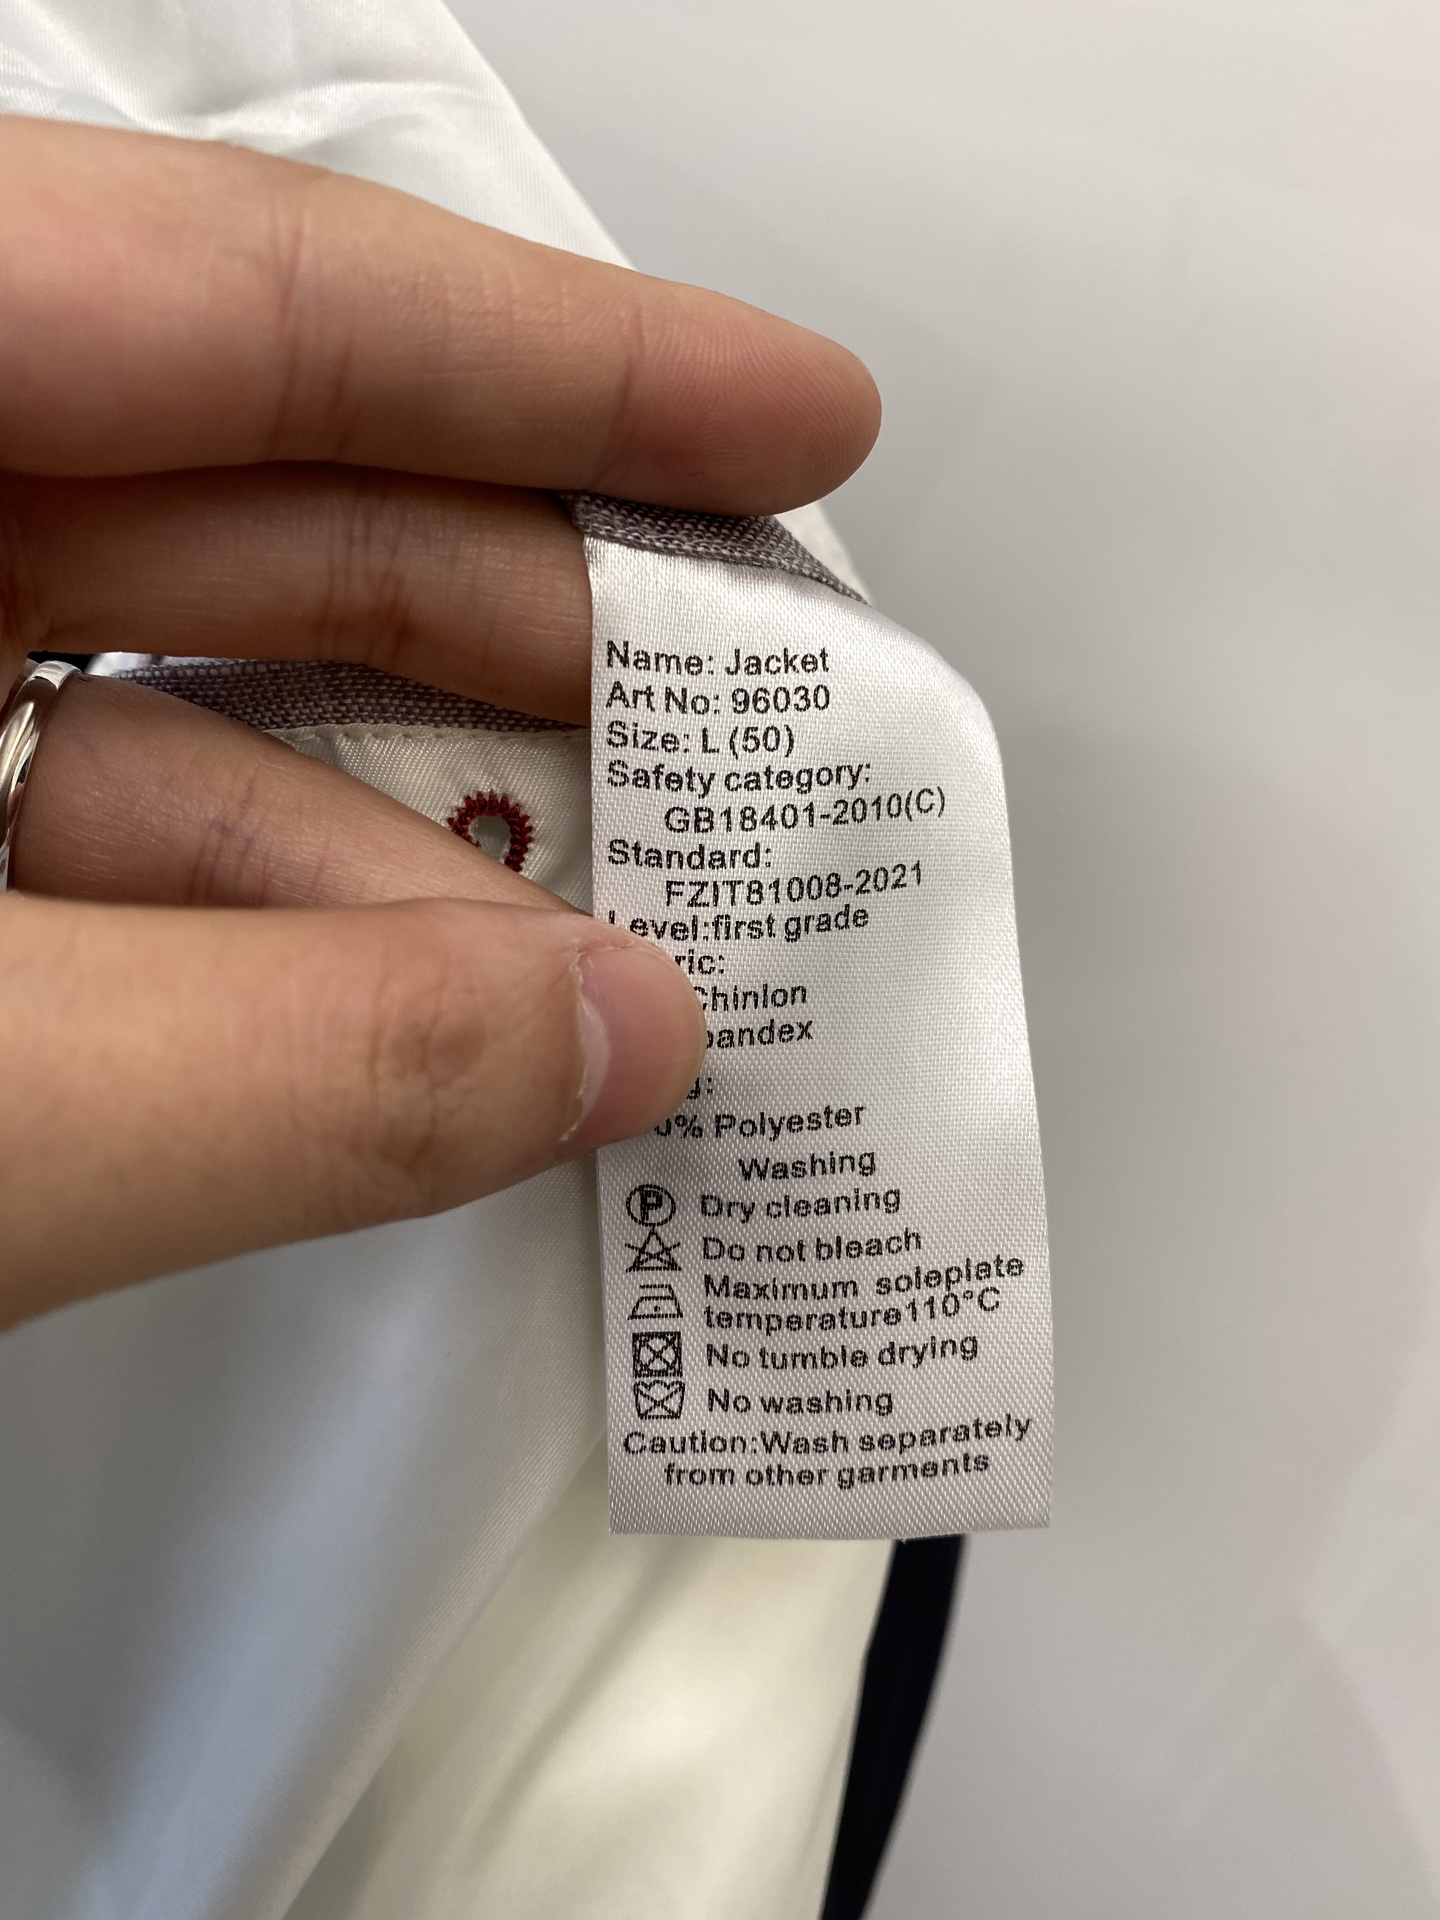 Name: Jacket
Art No: 96030
Size: L (50)
Safety category:
GB18401-2010(C)
Standard:
FZIT81008-2021
Level:first grade
Chinlon
% Polyester
Washing
P Dry cleaning
Do not bleach
Maximum soleplate
temperature110°C
No tumble drying
No washing
Caution:Wash separately
from other garments